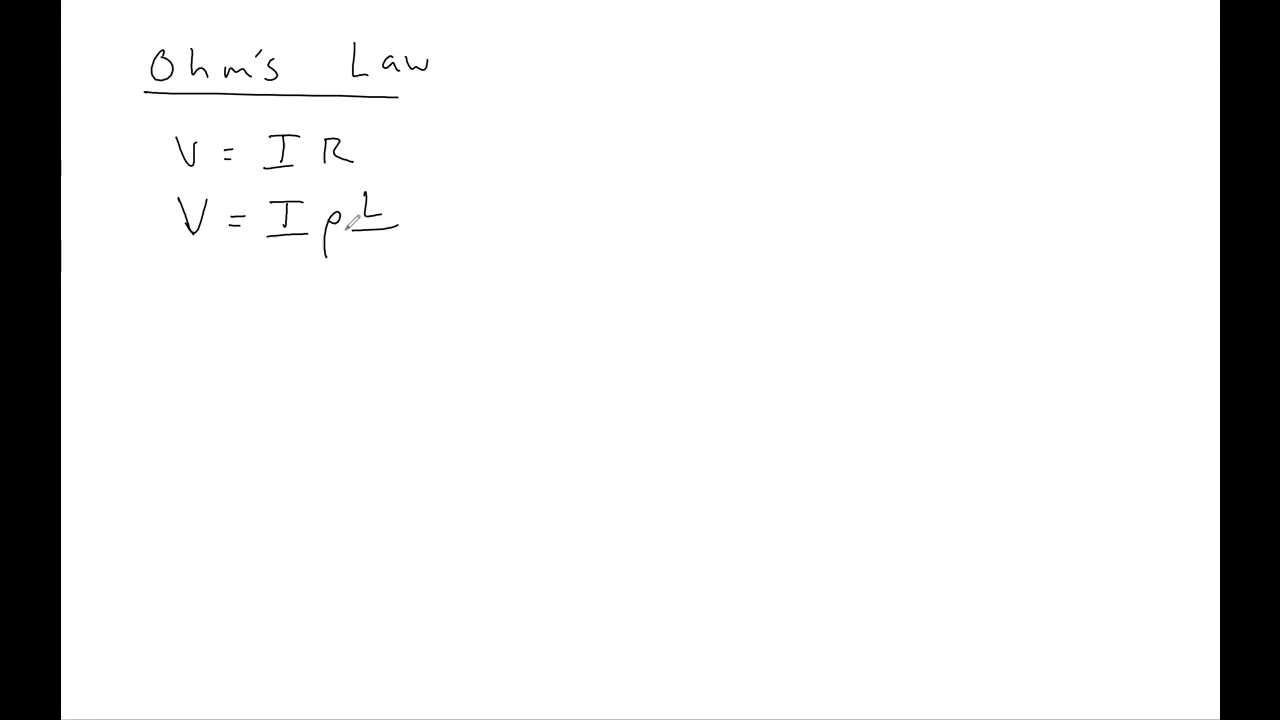 Ohm's Law
V = I R
V = I ρ L